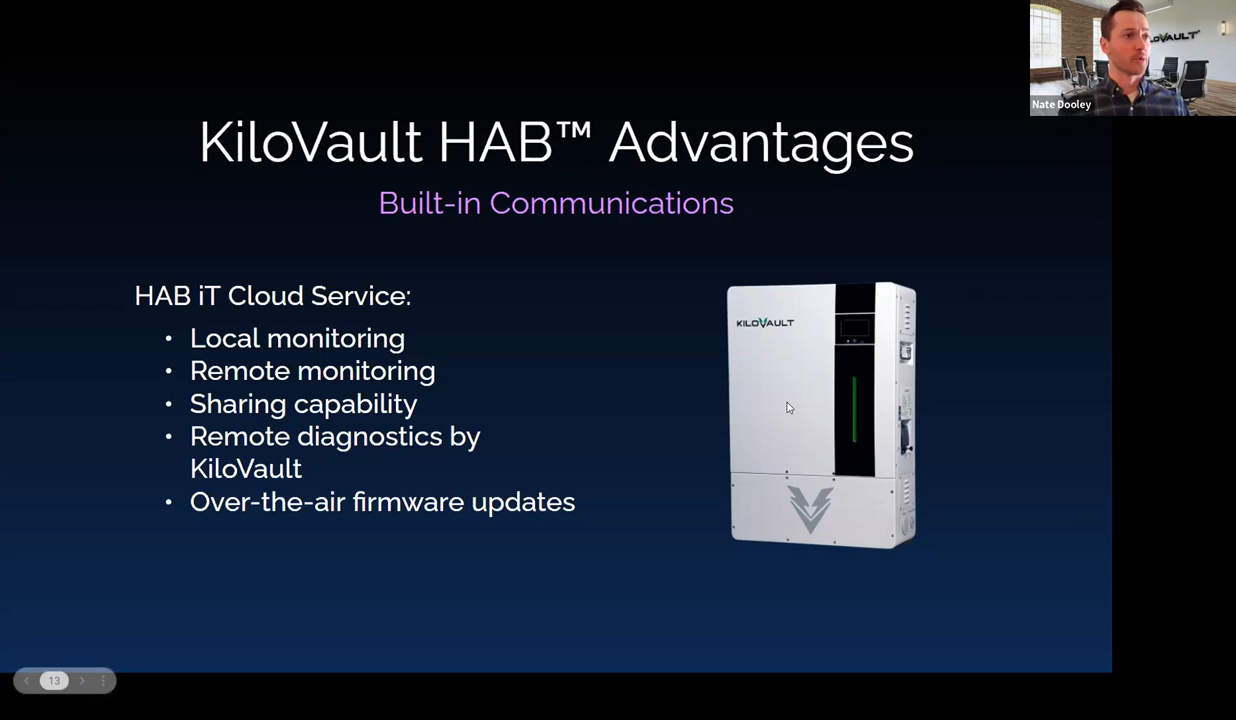 KiloVault HAB™ Advantages
Built-in Communications
HAB iT Cloud Service:
• Local monitoring
• Remote monitoring
• Sharing capability
• Remote diagnostics by
KiloVault
• Over-the-air firmware updates
KILOVAULT
Nate Dooley
13